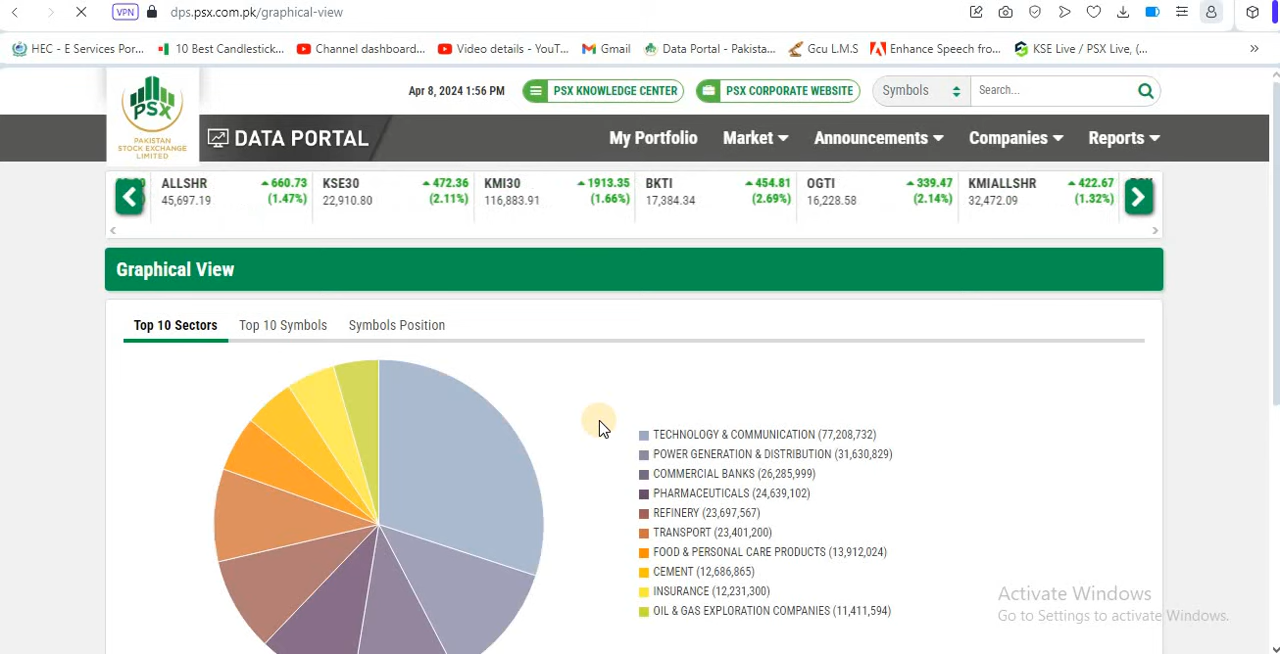 VPN
dps.psx.com.pk/graphical-view
HEC - E Services Por...
10 Best Candlestick...
Channel dashboard...
Video details - YouT...
Gmail
Data Portal - Pakista...
Gcu L.M.S
Enhance Speech fro...
KSE Live / PSX Live, (...
»
PSX
PAKISTAN
STOCK EXCHANGE
LIMITED
Apr 8, 2024 1:56 PM
PSX KNOWLEDGE CENTER
PSX CORPORATE WEBSITE
Symbols
Search...
DATA PORTAL
My Portfolio
Market
Announcements
Companies
Reports
ALLSHR 660.73
45,697.19 (1.47%)
KSE30 472.36
22,910.80 (2.11%)
KMI30 1913.35
116,883.91 (1.66%)
BKTI 454.81
17,384.34 (2.69%)
OGTI 339.47
16,228.58 (2.14%)
KMIALLSHR 422.67
32,472.09 (1.32%)
Graphical View
Top 10 Sectors
Top 10 Symbols
Symbols Position
TECHNOLOGY & COMMUNICATION (77,208,732)
POWER GENERATION & DISTRIBUTION (31,630,829)
COMMERCIAL BANKS (26,285,999)
PHARMACEUTICALS (24,639,102)
REFINERY (23,697,567)
TRANSPORT (23,401,200)
FOOD & PERSONAL CARE PRODUCTS (13,912,024)
CEMENT (12,686,865)
INSURANCE (12,231,300)
OIL & GAS EXPLORATION COMPANIES (11,411,594)
Activate Windows
Go to Settings to activate Windows.